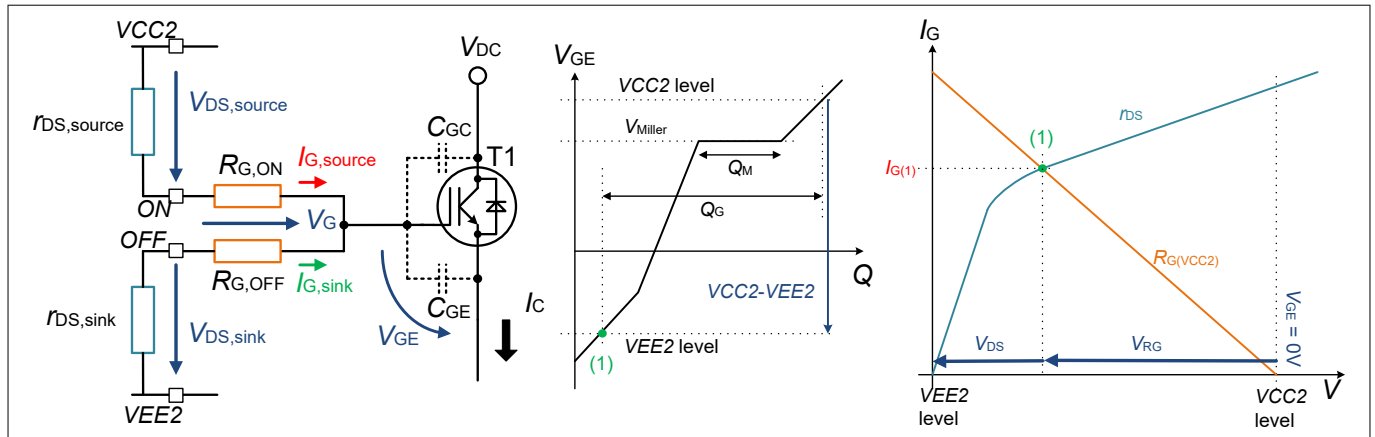 VCC2
VDS,source
rDS,source
RG,ON
IG,source
ON
VG
OFF
RG,OFF
IG,sink
rDS,sink
VDS,sink
VEE2
VDC
CGC
T1
CGE
VGE
IC
VGE
VCC2 level
VMiller
QM
QG
Q
VCC2-VEE2
VEE2 level
(1)
IG
rDS
(1)
IG(1)
RG(VCC2)
VGE = 0V
VDS
VRG
V
VEE2
level
VCC2
level